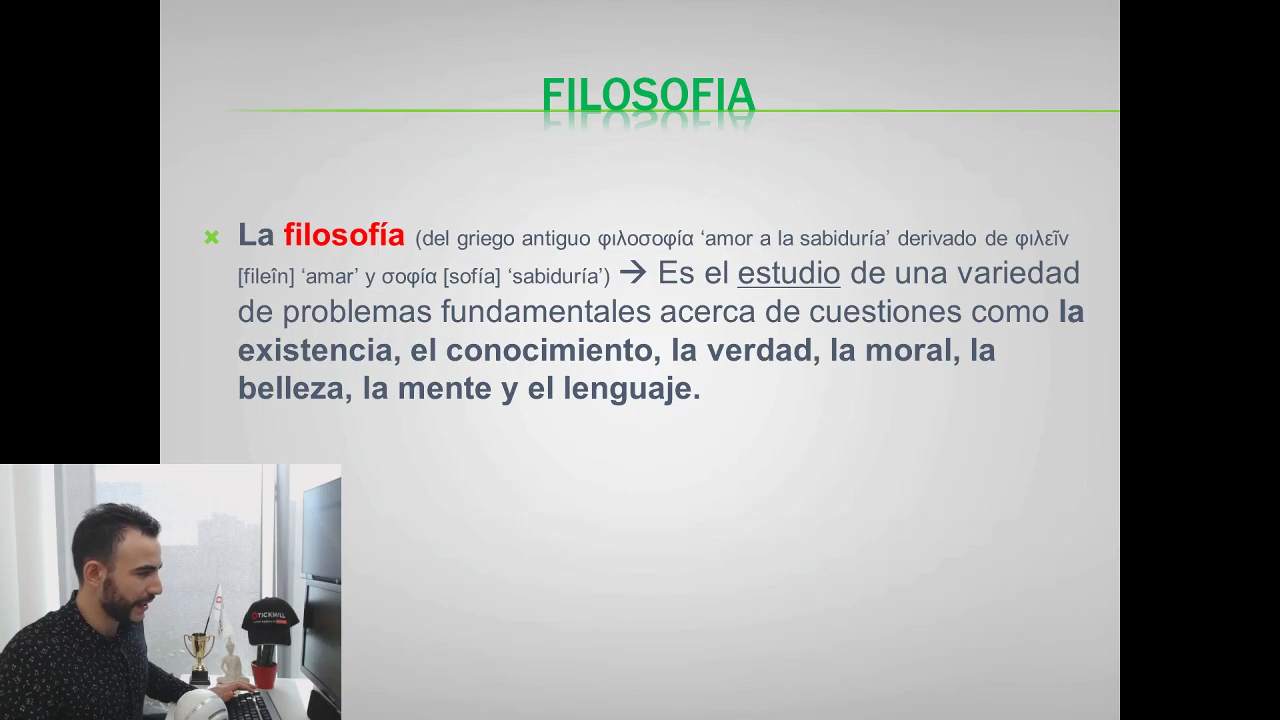 FILOSOFIA
La filosofía (del griego antiguo φιλοσοφία ‘amor a la sabiduría’ derivado de φιλεῖν
[fileîn] ‘amar’ y σοφία [sofía] ‘sabiduría’) → Es el estudio de una variedad
de problemas fundamentales acerca de cuestiones como la
existencia, el conocimiento, la verdad, la moral, la
belleza, la mente y el lenguaje.
TICKMILL